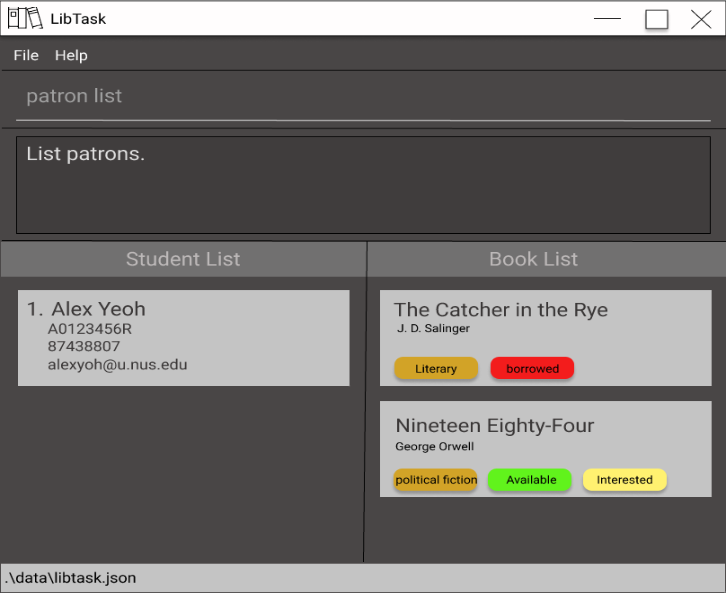 LibTask
File Help
patron list
List patrons.
Student List
1. Alex Yeoh
A0123456R
87438807
alexyoh@u.nus.edu
Book List
The Catcher in the Rye
J. D. Salinger
Literary borrowed
Nineteen Eighty-Four
George Orwell
political fiction Available Interested
.\data\libtask.json